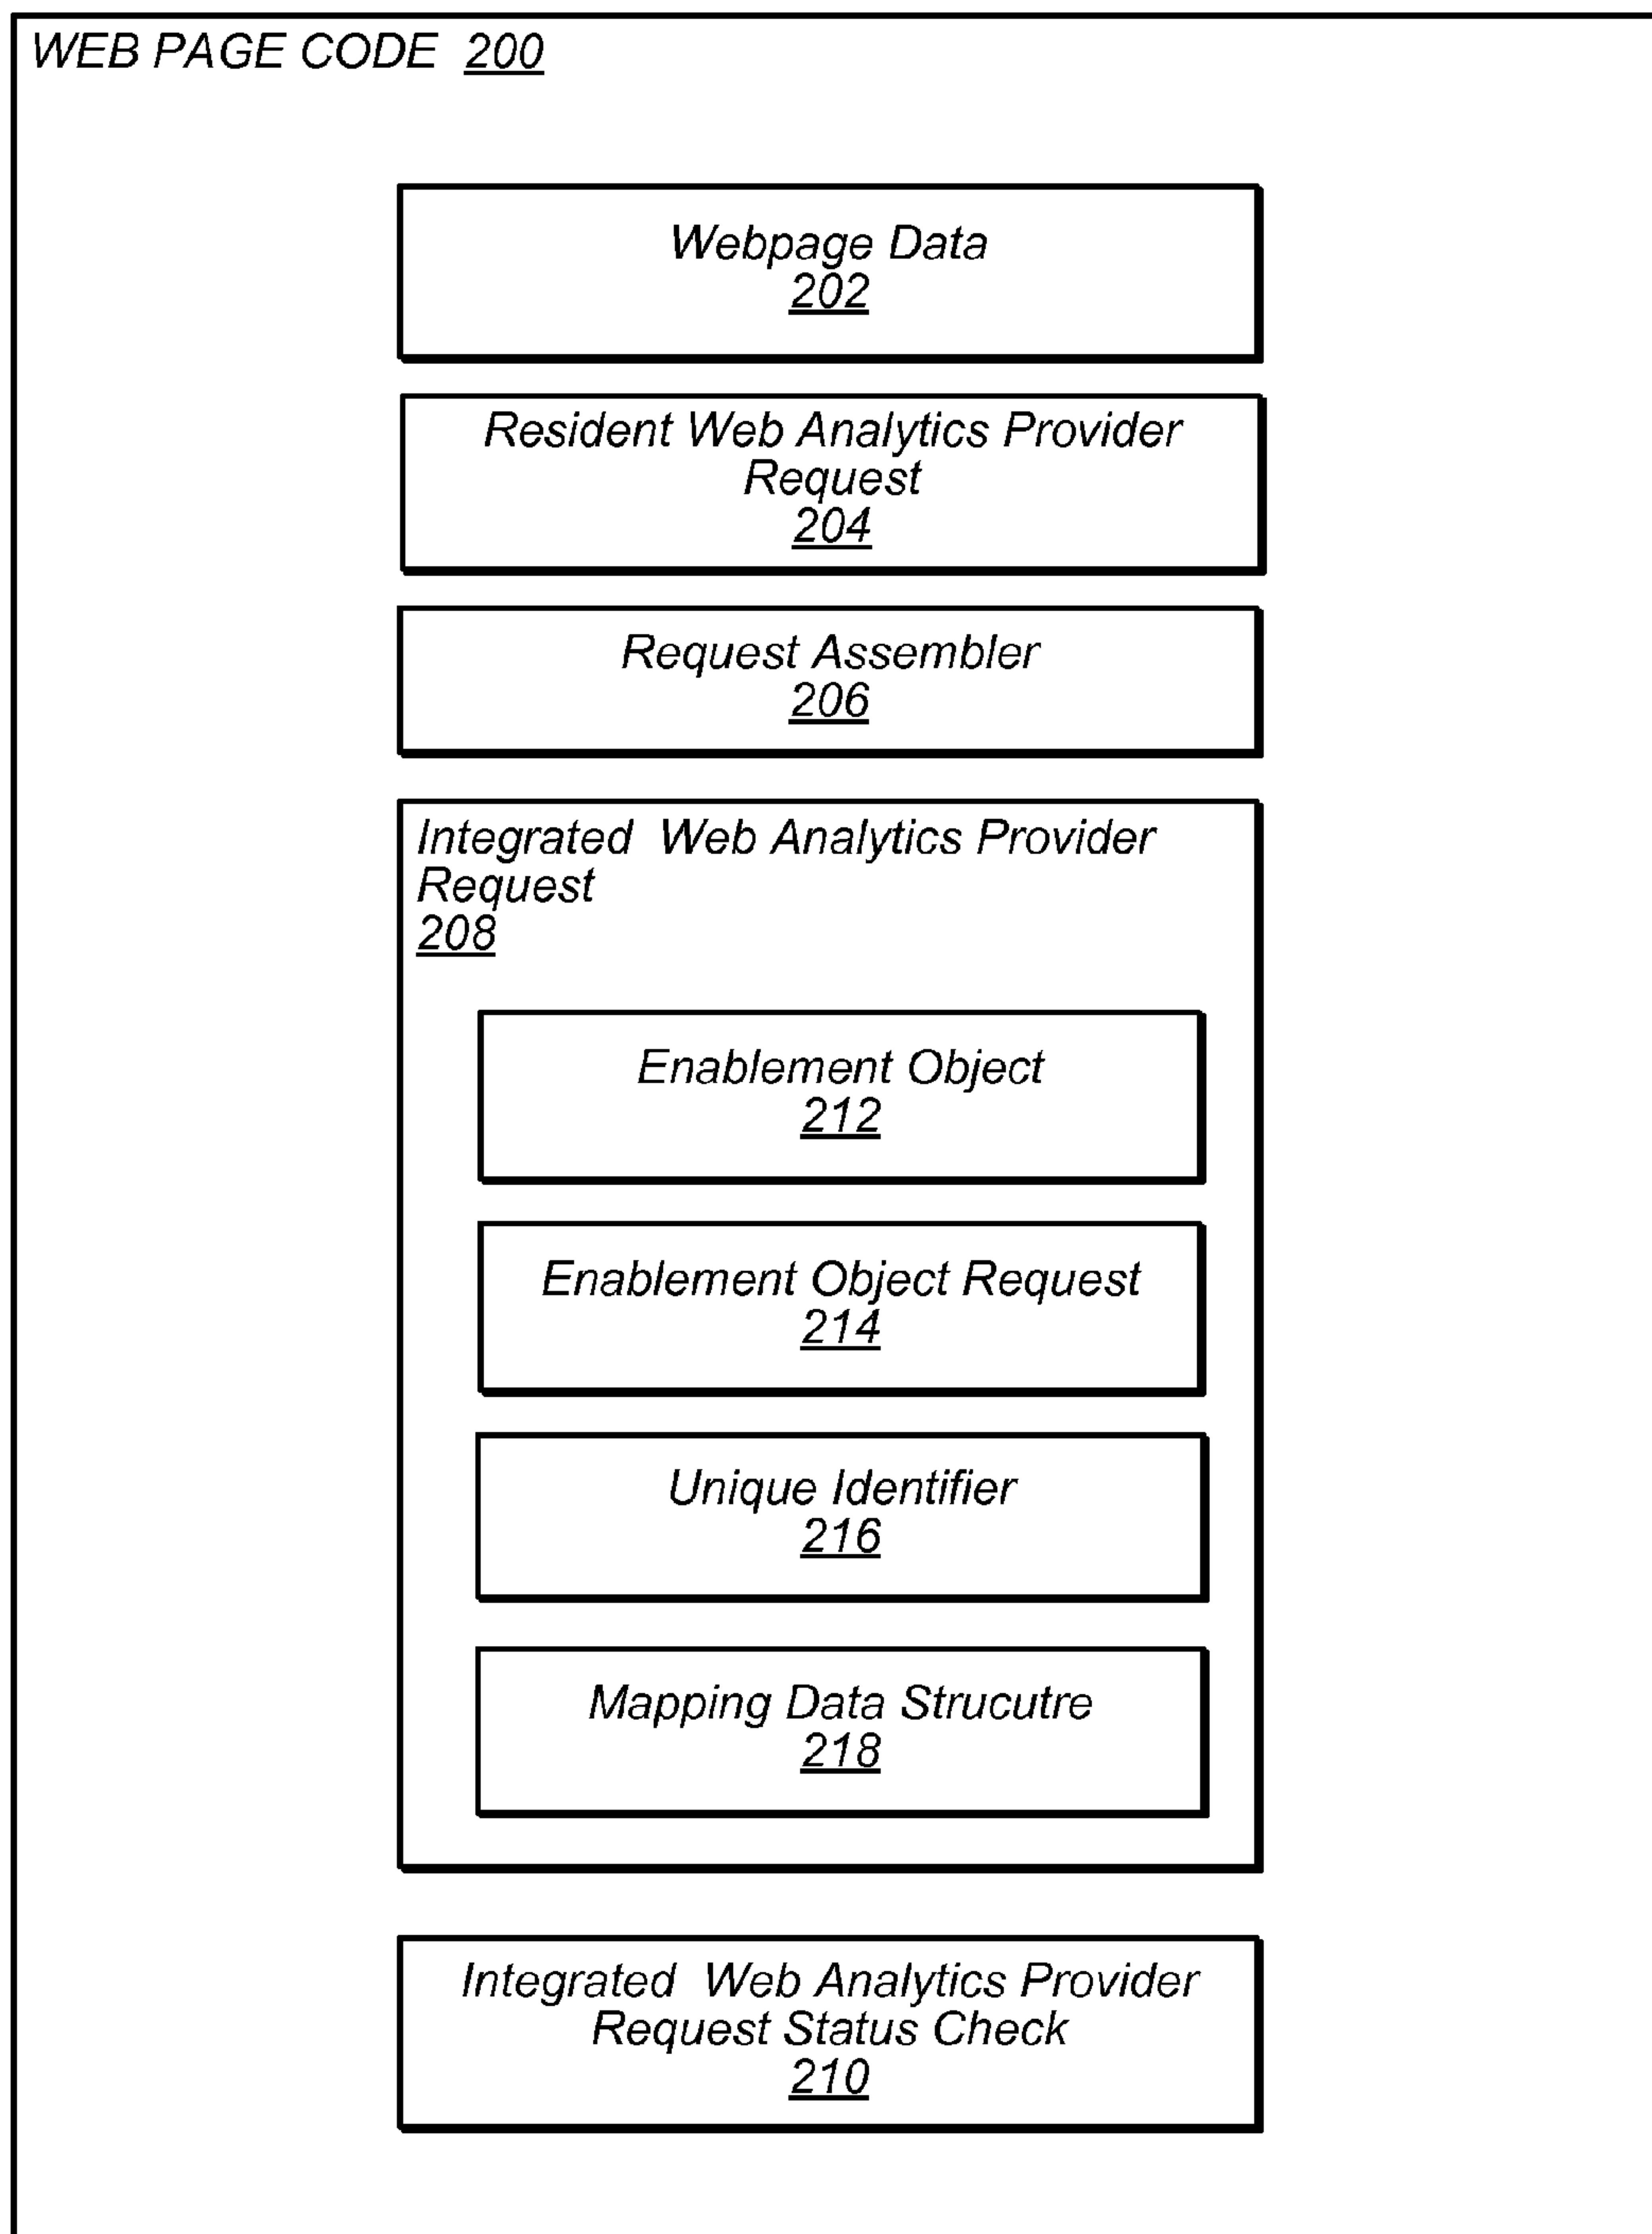 WEB PAGE CODE 200
Webpage Data
202
Resident Web Analytics Provider
Request
204
Request Assembler
206
Integrated Web Analytics Provider
Request
208
Enablement Object
212
Enablement Object Request
214
Unique Identifier
216
Mapping Data Strucutre
218
Integrated Web Analytics Provider
Request Status Check
210